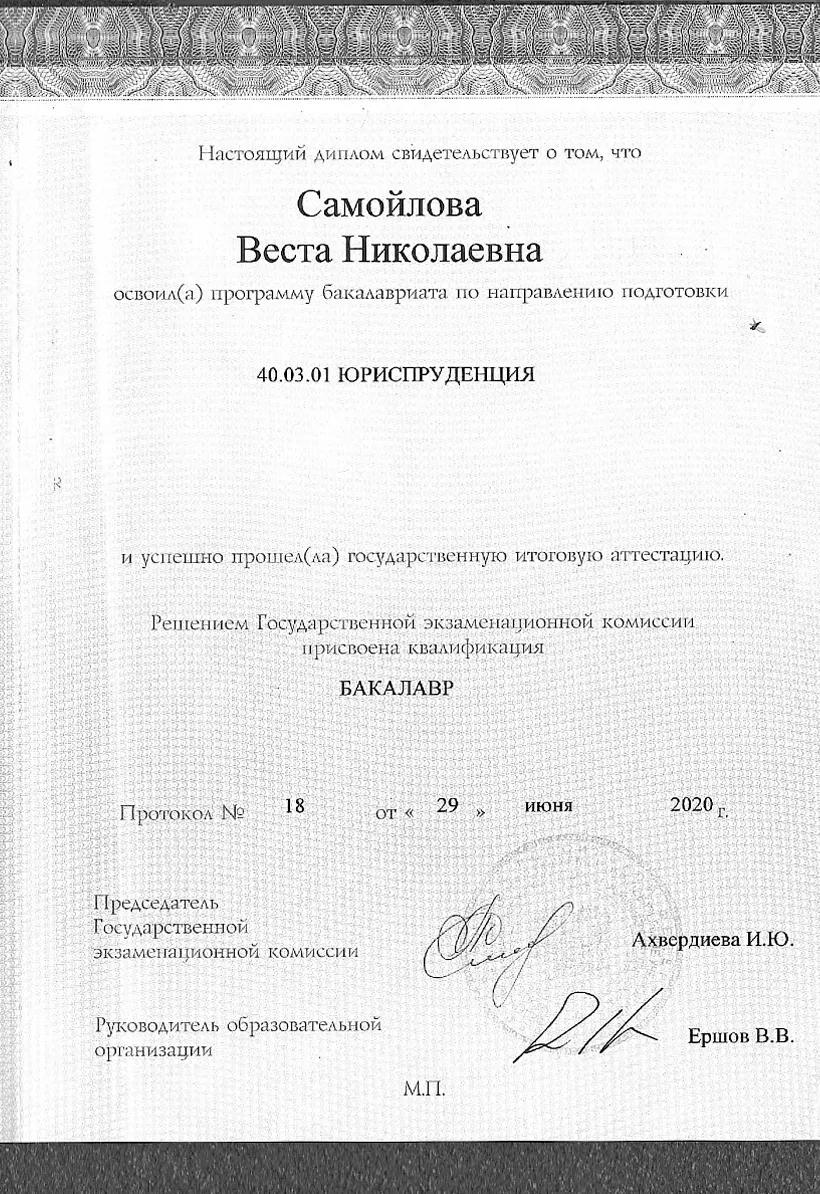 Настоящий диплом свидетельствует о том, что
Самойлова
Веста Николаевна
освоил(а) программу бакалавриата по направлению подготовки
40.03.01 ЮРИСПРУДЕНЦИЯ
и успешно прошел(ла) государственную итоговую аттестацию.
Решением Государственной экзаменационной комиссии
присвоена квалификация
БАКАЛАВР
Протокол № 18 от « 29 » июня 2020 г.
Председатель
Государственной
экзаменационной комиссии
Ахвердиева И.Ю.
Руководитель образовательной
организации
Ершов В.В.
М.П.